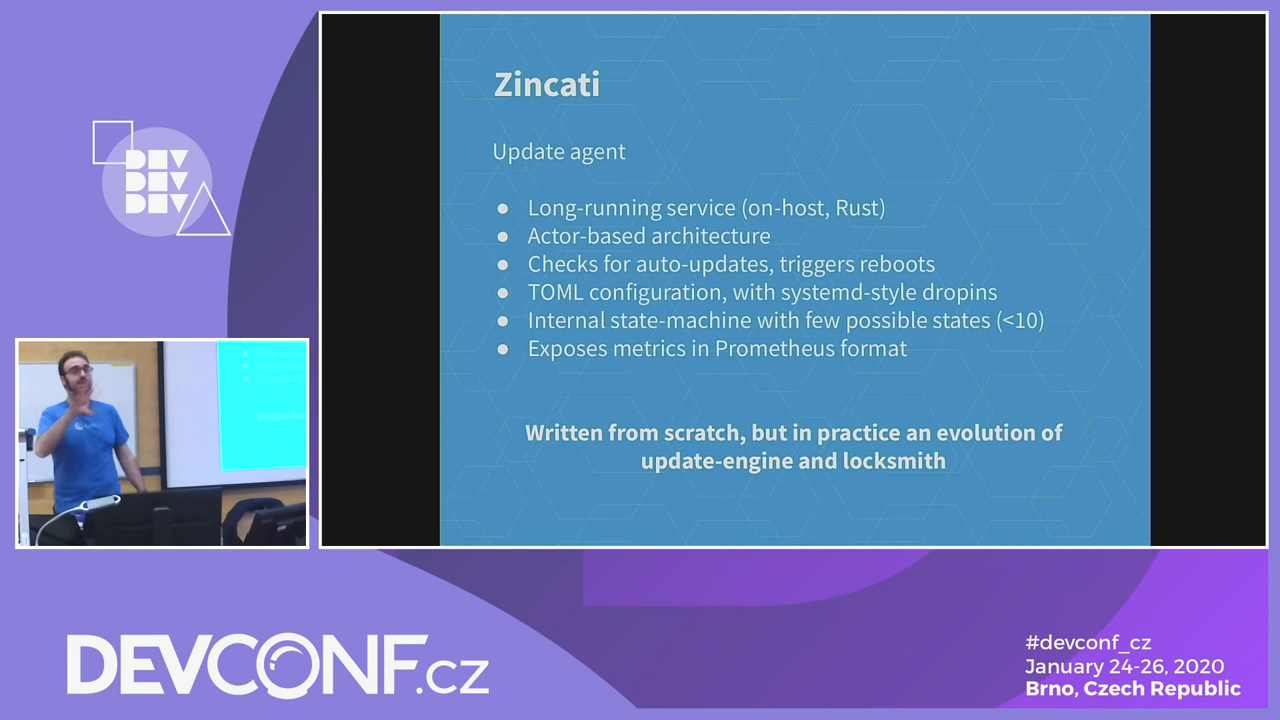 DEV
DEV
DEV
Zincati
Update agent
● Long-running service (on-host, Rust)
● Actor-based architecture
● Checks for auto-updates, triggers reboots
● TOML configuration, with systemd-style dropins
● Internal state-machine with few possible states (<10)
● Exposes metrics in Prometheus format
Written from scratch, but in practice an evolution of
update-engine and locksmith
DEVCONF.cz
#devconf_cz
January 24-26, 2020
Brno, Czech Republic